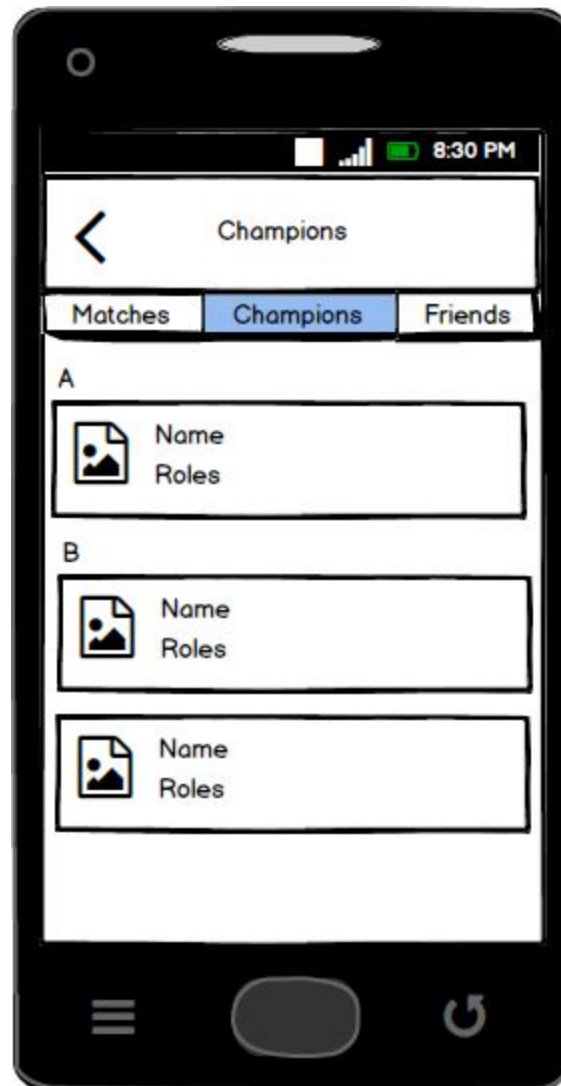 8:30 PM
Champions
Matches Champions Friends
A
Name
Roles
B
Name
Roles
Name
Roles